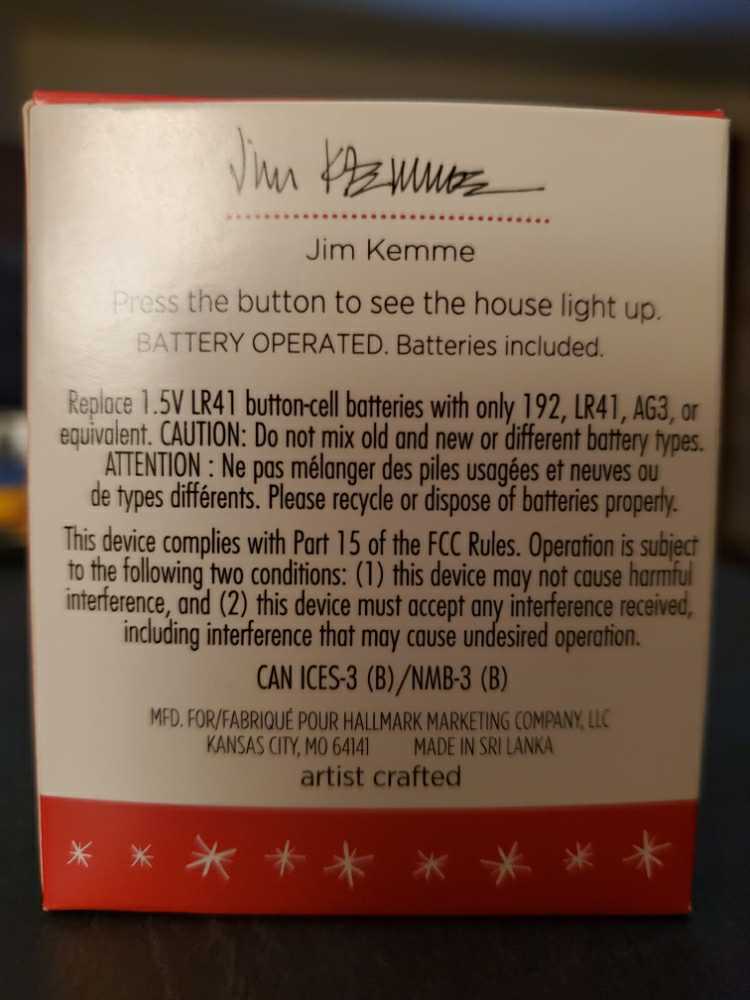 Jim Kemme
Jim Kemme
Press the button to see the house light up.
BATTERY OPERATED. Batteries included.
Replace 1.5V LR41 button-cell batteries with only 192, LR41, AG3, or
equivalent. CAUTION: Do not mix old and new or different battery types.
ATTENTION : Ne pas mélanger des piles usagées et neuves ou
de types différents. Please recycle or dispose of batteries properly.
This device complies with Part 15 of the FCC Rules. Operation is subject
to the following two conditions: (1) this device may not cause harmful
interference, and (2) this device must accept any interference received,
including interference that may cause undesired operation.
CAN ICES-3 (B)/NMB-3 (B)
MFD. FOR/FABRIQUÉ POUR HALLMARK MARKETING COMPANY, LLC
KANSAS CITY, MO 64141 MADE IN SRI LANKA
artist crafted